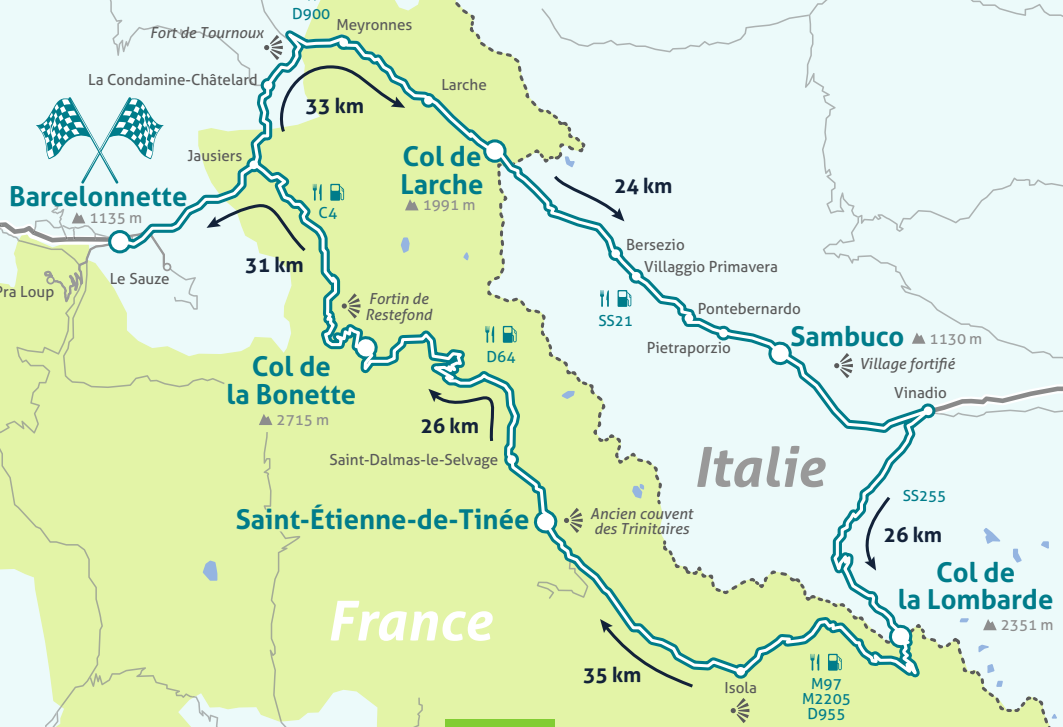 D900
Meyronnes
Fort de Tournoux
La Condamine-Châtelard
Larche
33 km
Jausiers
Col de
Larche
1991 m
24 km
Barcelonnette
1135 m
C4
Bersezio
Villaggio Primavera
31 km
Le Sauze
Pra Loup
Fortin de
Restefond
SS21
Pontebernardo
Pietraporzio
Sambuco
1130 m
Village fortifié
D64
Col de
la Bonette
2715 m
Vinadio
26 km
Saint-Dalmas-le-Selvage
Italie
SS255
Saint-Étienne-de-Tinée
Ancien couvent
des Trinitaires
26 km
Col de
la Lombarde
2351 m
France
35 km
Isola
M97
M2205
D955